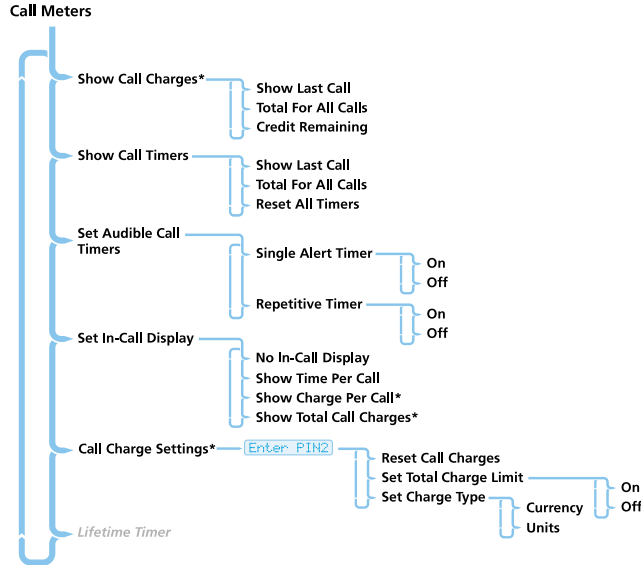 Call Meters
Show Call Charges*
Show Last Call
Total For All Calls
Credit Remaining
Show Call Timers
Show Last Call
Total For All Calls
Reset All Timers
Set Audible Call
Timers
Single Alert Timer
On
Off
Repetitive Timer
On
Off
Set In-Call Display
No In-Call Display
Show Time Per Call
Show Charge Per Call*
Show Total Call Charges*
Call Charge Settings*
Enter PIN2
Reset Call Charges
Set Total Charge Limit
On
Off
Set Charge Type
Currency
Units
Lifetime Timer